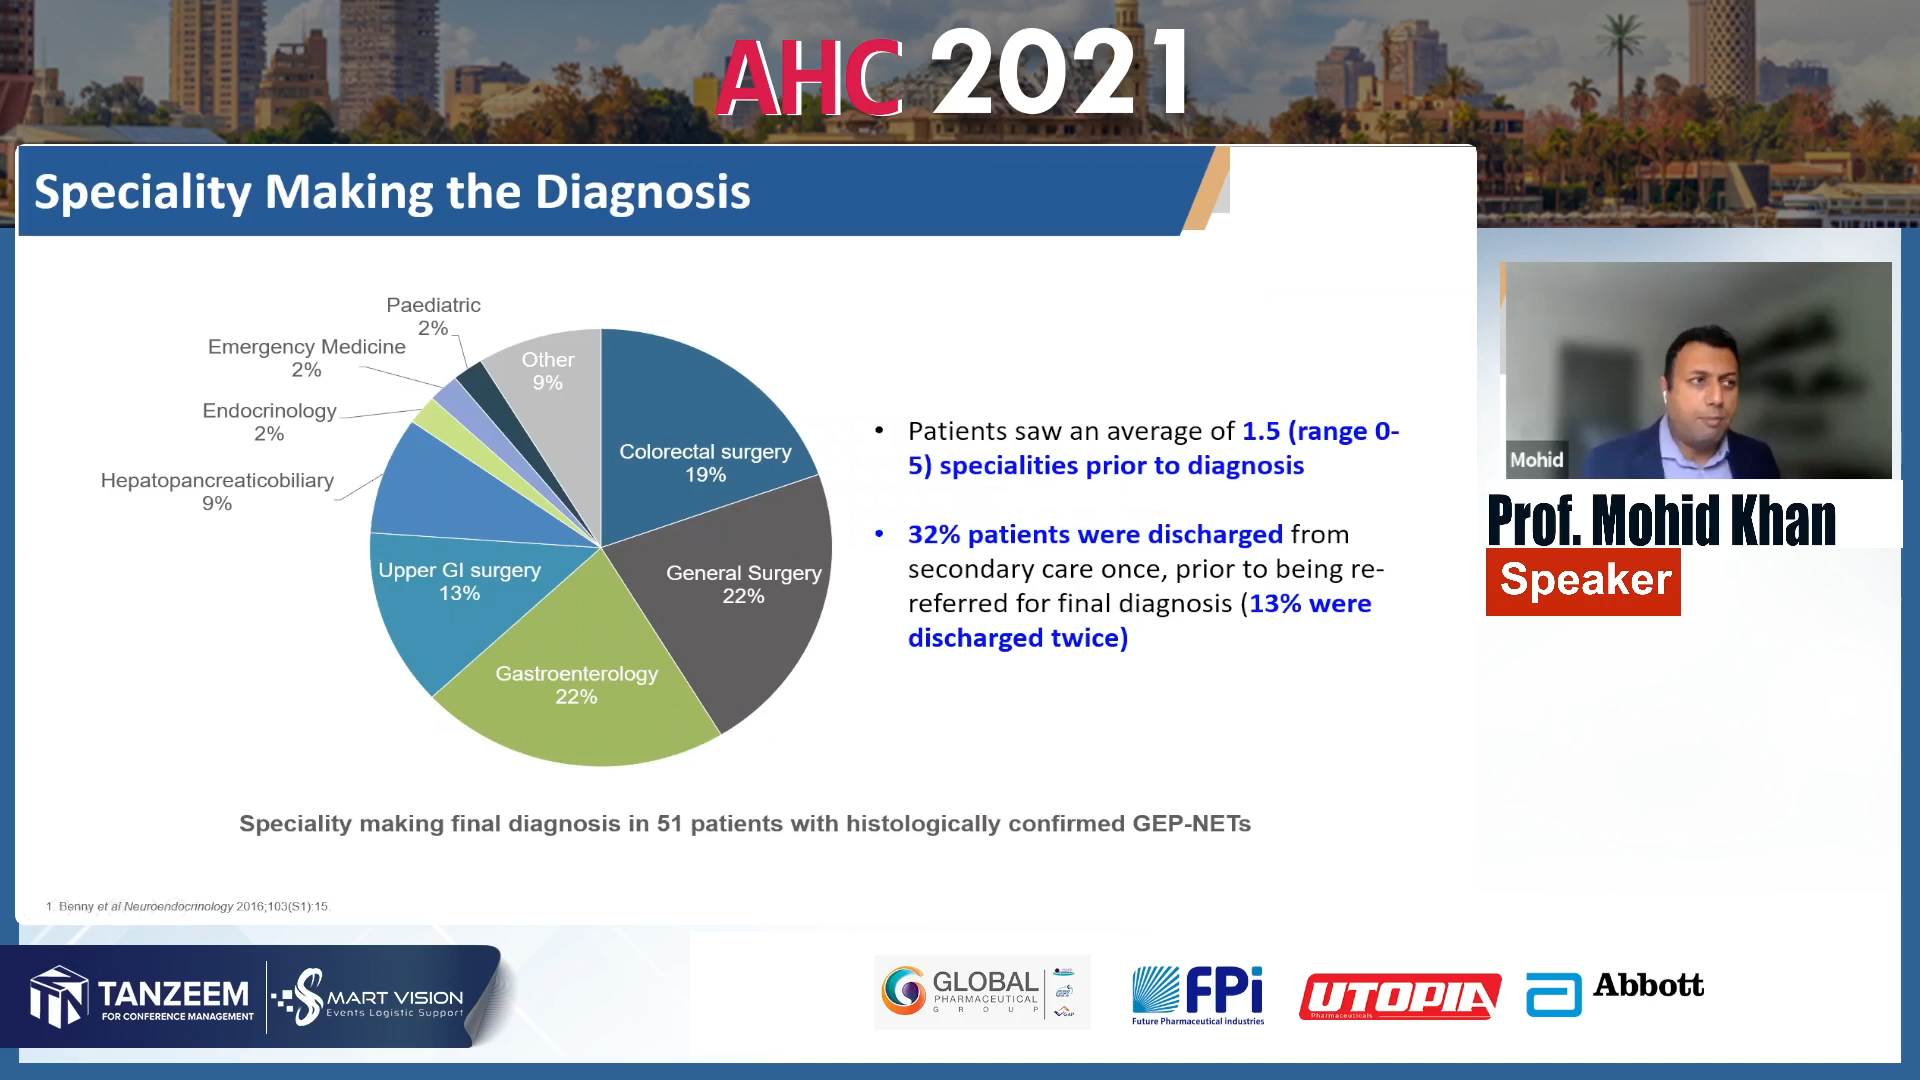 AHC 2021
Speciality Making the Diagnosis
Paediatric
2%
Emergency Medicine
2%
Endocrinology
2%
Hepatopancreaticobiliary
9%
Upper GI surgery
13%
Gastroenterology
22%
General Surgery
22%
Colorectal surgery
19%
Other
9%
• Patients saw an average of 1.5 (range 0-
5) specialities prior to diagnosis
• 32% patients were discharged from
secondary care once, prior to being re-
referred for final diagnosis (13% were
discharged twice)
Speciality making final diagnosis in 51 patients with histologically confirmed GEP-NETs
1. Benny et al Neuroendocrinology 2016;103(S1):15.
Mohid
Prof. Mohid Khan
Speaker
TANZEEM
FOR CONFERENCE MANAGEMENT
SMART VISION
Events Logistic Support
GLOBAL
PHARMACEUTICAL
GROUP
GPI
FPi
Future Pharmaceutical industries
UTOPIA
Pharmaceuticals
Abbott